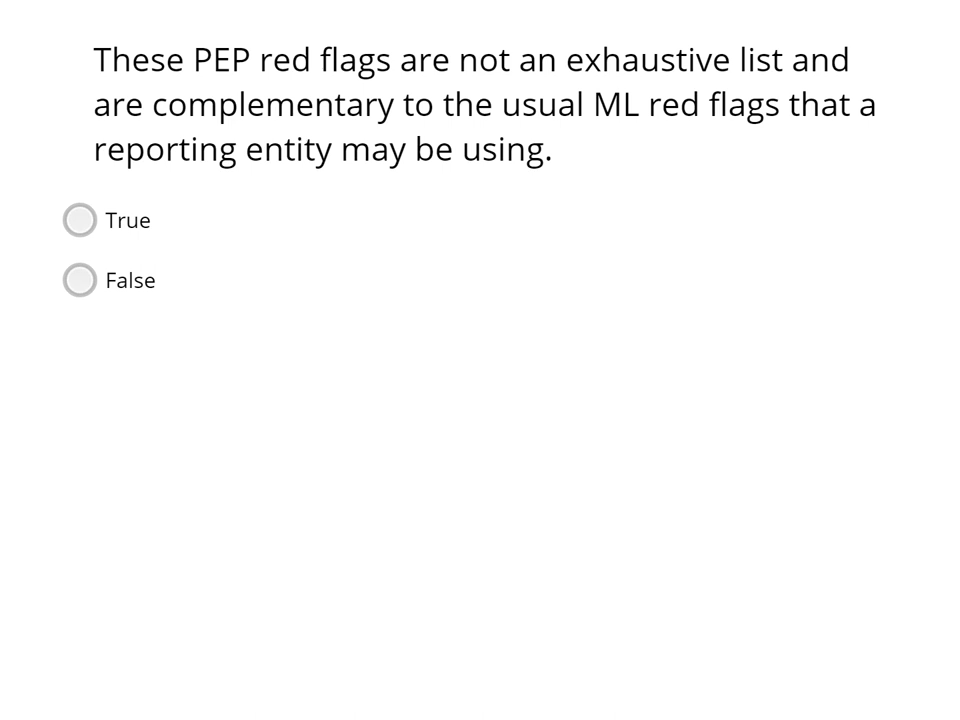 These PEP red flags are not an exhaustive list and
are complementary to the usual ML red flags that a
reporting entity may be using.
True
False